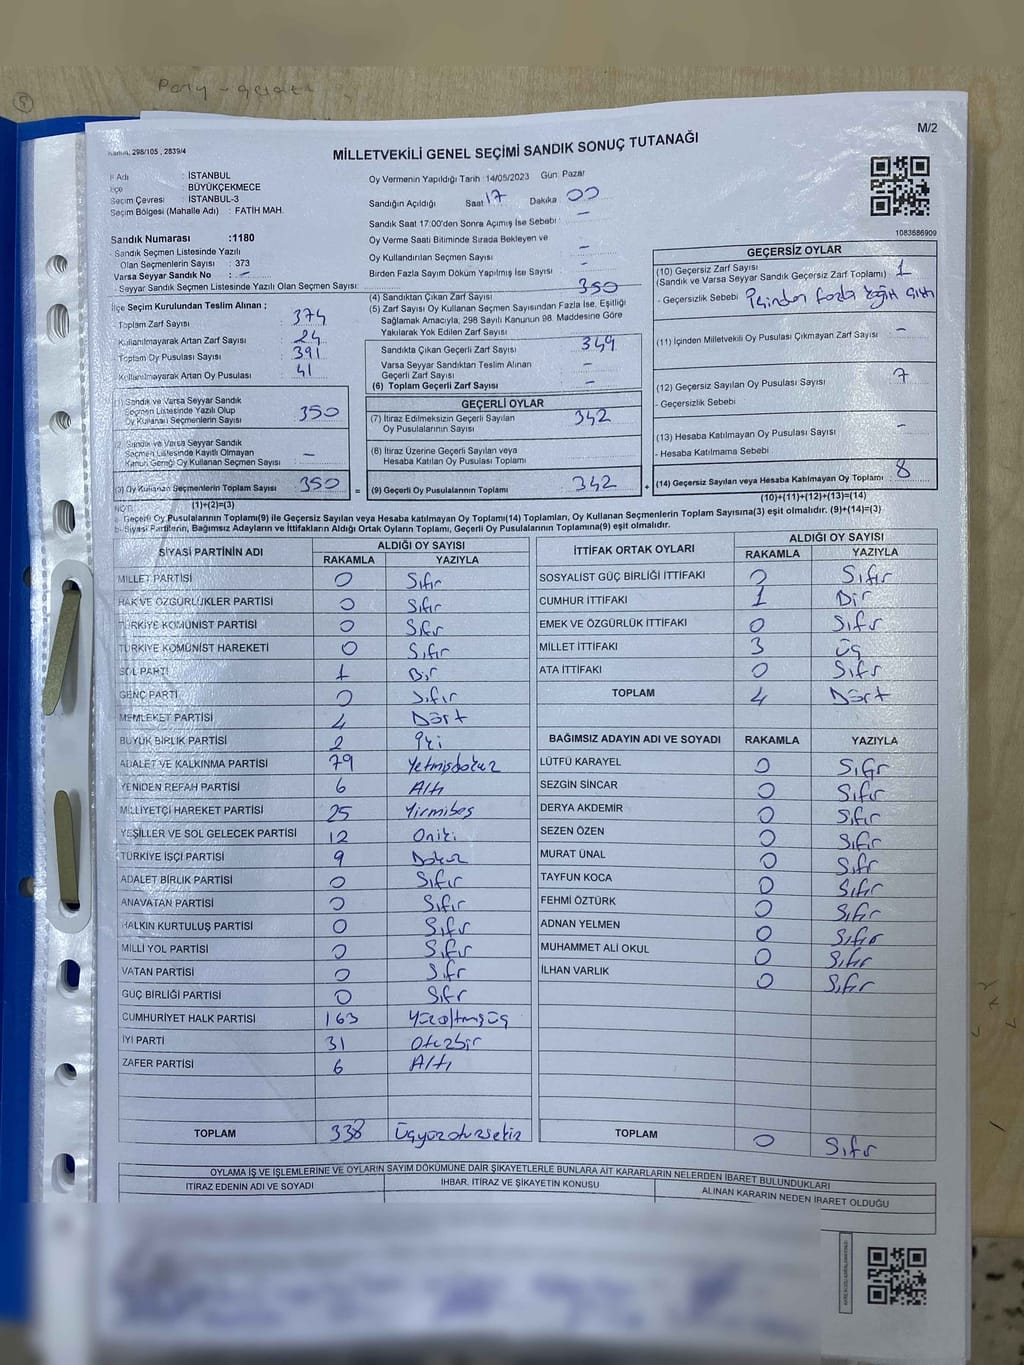 M/2
Kanun, 298/105 , 2839/4
MİLLETVEKİLİ GENEL SEÇİMİ SANDIK SONUÇ TUTANAĞI
İl Adı : İSTANBUL
İlçe : BÜYÜKÇEKMECE
Seçim Çevresi : İSTANBUL-3
Seçim Bölgesi (Mahalle Adı) : FATİH MAH.
Sandık Numarası :1180
Sandık Seçmen Listesinde Yazılı
Olan Seçmenlerin Sayısı : 373
Varsa Seyyar Sandık No : -
- Seyyar Sandık Seçmen Listesinde Yazılı Olan Seçmen Sayısı:
Oy Vermenin Yapıldığı Tarih :14/05/2023 Gün: Pazar
Sandığın Açıldığı Saat 17 Dakika 00
Sandık Saat 17:00'den Sonra Açılmış İse Sebebi : -
Oy Verme Saati Bitiminde Sırada Bekleyen ve
Oy Kullandırılan Seçmen Sayısı -
Birden Fazla Sayım Döküm Yapılmış İse Sayısı -
1083686909
İlçe Seçim Kurulundan Teslim Alınan ;
Toplam Zarf Sayısı 374
Kullanılmayarak Artan Zarf Sayısı 24
Toplam Oy Pusulası Sayısı 391
Kullanılmayarak Artan Oy Pusulası 41
(4) Sandıktan Çıkan Zarf Sayısı 350
(5) Zarf Sayısı Oy Kullanan Seçmen Sayısından Fazla İse, Eşitliği
Sağlamak Amacıyla, 298 Sayılı Kanunun 98. Maddesine Göre
Yakılarak Yok Edilen Zarf Sayısı -
Sandıkta Çıkan Geçerli Zarf Sayısı 349
Varsa Seyyar Sandıktan Teslim Alınan
Geçerli Zarf Sayısı -
(6) Toplam Geçerli Zarf Sayısı -
GEÇERSİZ OYLAR
(10) Geçersiz Zarf Sayısı 1
(Sandık ve Varsa Seyyar Sandık Geçersiz Zarf Toplamı)
- Geçersizlik Sebebi İçinden fazla kağıt çıktı
(11) İçinden Milletvekili Oy Pusulası Çıkmayan Zarf Sayısı -
(12) Geçersiz Sayılan Oy Pusulası Sayısı 7
- Geçersizlik Sebebi
(13) Hesaba Katılmayan Oy Pusulası Sayısı -
- Hesaba Katılmama Sebebi
(14) Geçersiz Sayılan veya Hesaba Katılmayan Oy Toplamı 8
(10)+(11)+(12)+(13)=(14)
(1) Sandık ve Varsa Seyyar Sandık
Seçmen Listesinde Yazılı Olup
Oy Kullanan Seçmenlerin Sayısı 350
(2) Sandık ve Varsa Seyyar Sandık
Seçmen Listesinde Kayıtlı Olmayan
Kanun Gereği Oy Kullanan Seçmen Sayısı : -
(3) Oy Kullanan Seçmenlerin Toplam Sayısı 350 =
(1)+(2)=(3)
GEÇERLİ OYLAR
(7) İtiraz Edilmeksizin Geçerli Sayılan
Oy Pusulalarının Sayısı 342
(8) İtiraz Üzerine Geçerli Sayılan veya
Hesaba Katılan Oy Pusulası Toplamı
(9) Geçerli Oy Pusulalarının Toplamı 342 +
NOT:
a- Geçerli Oy Pusulalarının Toplamı(9) ile Geçersiz Sayılan veya Hesaba katılmayan Oy Toplamı(14) Toplamları, Oy Kullanan Seçmenlerin Toplam Sayısına(3) eşit olmalıdır. (9)+(14)=(3)
b- Siyasi Partilerin, Bağımsız Adayların ve İttifakların Aldığı Ortak Oyların Toplamı, Geçerli Oy Pusulalarının Toplamına(9) eşit olmalıdır.
SİYASİ PARTİNİN ADI ALDIĞI OY SAYISI
RAKAMLA YAZIYLA
MİLLET PARTİSİ 0 Sıfır
HAK VE ÖZGÜRLÜKLER PARTİSİ 0 Sıfır
TÜRKİYE KOMÜNİST PARTİSİ 0 Sıfır
TÜRKİYE KOMÜNİST HAREKETİ 0 Sıfır
SOL PARTİ 1 Bir
GENÇ PARTİ 0 Sıfır
MEMLEKET PARTİSİ 4 Dört
BÜYÜK BİRLİK PARTİSİ 2 İki
ADALET VE KALKINMA PARTİSİ 79 Yetmişdokuz
YENİDEN REFAH PARTİSİ 6 Altı
MİLLİYETÇİ HAREKET PARTİSİ 25 Yirmibeş
YEŞİLLER VE SOL GELECEK PARTİSİ 12 Oniki
TÜRKİYE İŞÇİ PARTİSİ 9 Dokuz
ADALET BİRLİK PARTİSİ 0 Sıfır
ANAVATAN PARTİSİ 0 Sıfır
HALKIN KURTULUŞ PARTİSİ 0 Sıfır
MİLLİ YOL PARTİSİ 0 Sıfır
VATAN PARTİSİ 0 Sıfır
GÜÇ BİRLİĞİ PARTİSİ 0 Sıfır
CUMHURİYET HALK PARTİSİ 163 Yüzaltmışüç
İYİ PARTİ 31 Otuzbir
ZAFER PARTİSİ 6 Altı
TOPLAM 338 Üçyüzotuzsekiz
İTTİFAK ORTAK OYLARI ALDIĞI OY SAYISI
RAKAMLA YAZIYLA
SOSYALİST GÜÇ BİRLİĞİ İTTİFAKI 0 Sıfır
CUMHUR İTTİFAKI 1 Bir
EMEK VE ÖZGÜRLÜK İTTİFAKI 0 Sıfır
MİLLET İTTİFAKI 3 Üç
ATA İTTİFAKI 0 Sıfır
TOPLAM 4 Dört
BAĞIMSIZ ADAYIN ADI VE SOYADI RAKAMLA YAZIYLA
LÜTFÜ KARAYEL 0 Sıfır
SEZGİN SİNCAR 0 Sıfır
DERYA AKDEMİR 0 Sıfır
SEZEN ÖZEN 0 Sıfır
MURAT ÜNAL 0 Sıfır
TAYFUN KOCA 0 Sıfır
FEHMİ ÖZTÜRK 0 Sıfır
ADNAN YELMEN 0 Sıfır
MUHAMMET ALİ OKUL 0 Sıfır
İLHAN VARLIK 0 Sıfır
TOPLAM 0 Sıfır
OYLAMA İŞ VE İŞLEMLERİNE VE OYLARIN SAYIM DÖKÜMÜNE DAİR ŞİKAYETLERLE BUNLARA AİT KARARLARIN NELERDEN İBARET BULUNDUKLARI
İTİRAZ EDENİN ADI VE SOYADI İHBAR, İTİRAZ VE ŞİKAYETİN KONUSU ALINAN KARARIN NEDEN İBARET OLDUĞU